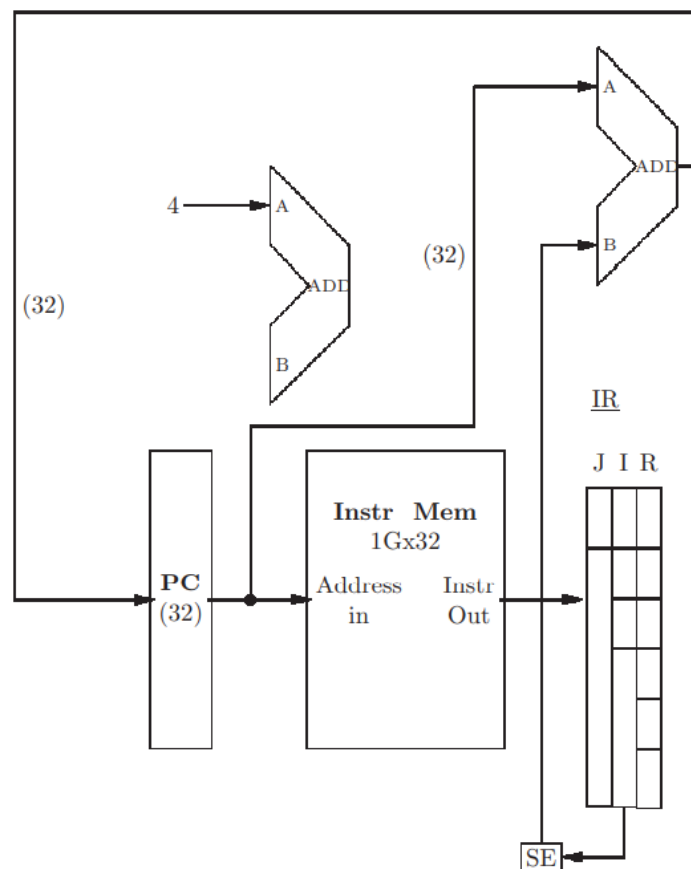 A
ADD
B
4
A
ADD
B
(32)
(32)
IR
J I R
PC
(32)
Instr Mem
1Gx32
Address
in
Instr
Out
SE